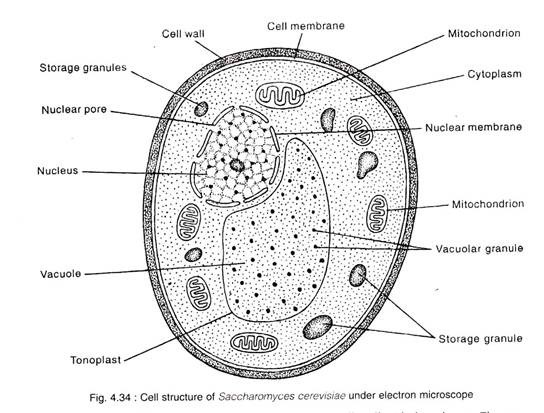 Cell membrane
Cell wall
Mitochondrion
Storage granules
Cytoplasm
Nuclear pore
Nuclear membrane
Nucleus
Mitochondrion
Vacuolar granule
Vacuole
Storage granule
Tonoplast
Fig. 4.34 : Cell structure of Saccharomyces cerevisiae under electron microscope